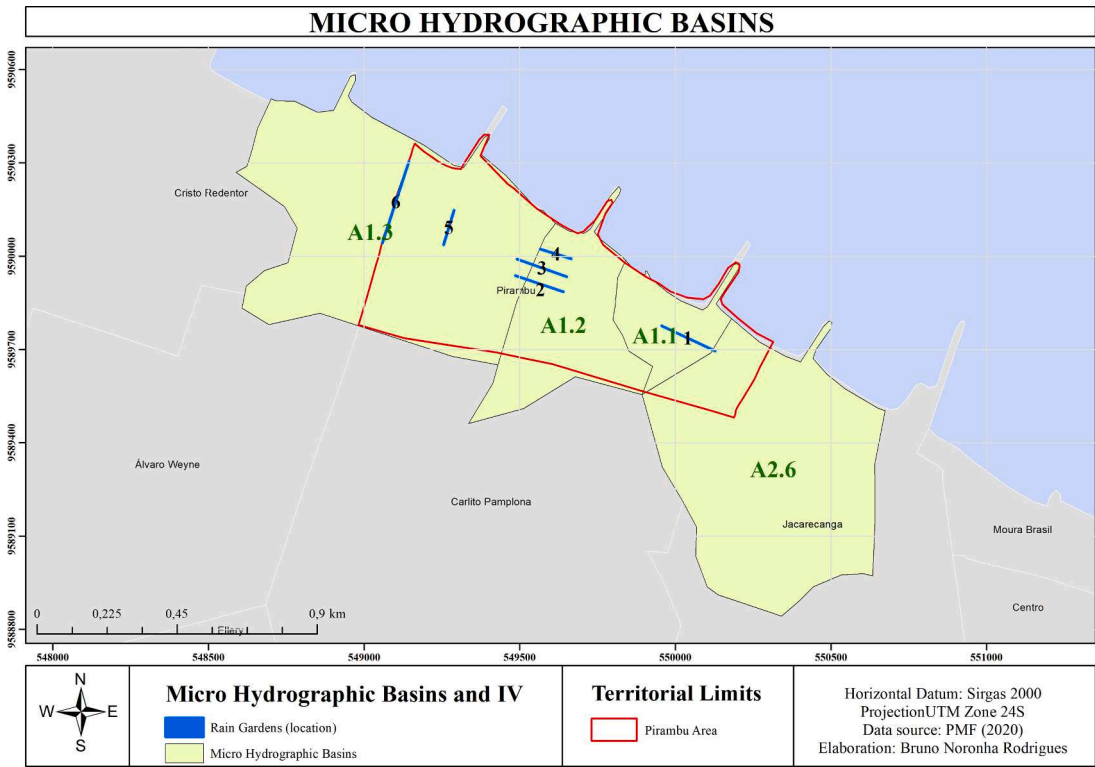 MICRO HYDROGRAPHIC BASINS
9590600
9590300
9590000
9589700
9589400
9589100
9588800
Cristo Redentor
6
5
A1.3
4
3
Pirambu
2
A1.2
A1.1
1
Álvaro Weyne
A2.6
Carlito Pamplona
Jacarecanga
Moura Brasil
Centro
0 0,225 0,45 0,9 km
Ellery
548000 548500 549000 549500 550000 550500 551000
N
W E
S
Micro Hydrographic Basins and IV
Rain Gardens (location)
Micro Hydrographic Basins
Territorial Limits
Pirambu Area
Horizontal Datum: Sirgas 2000
ProjectionUTM Zone 24S
Data source: PMF (2020)
Elaboration: Bruno Noronha Rodrigues